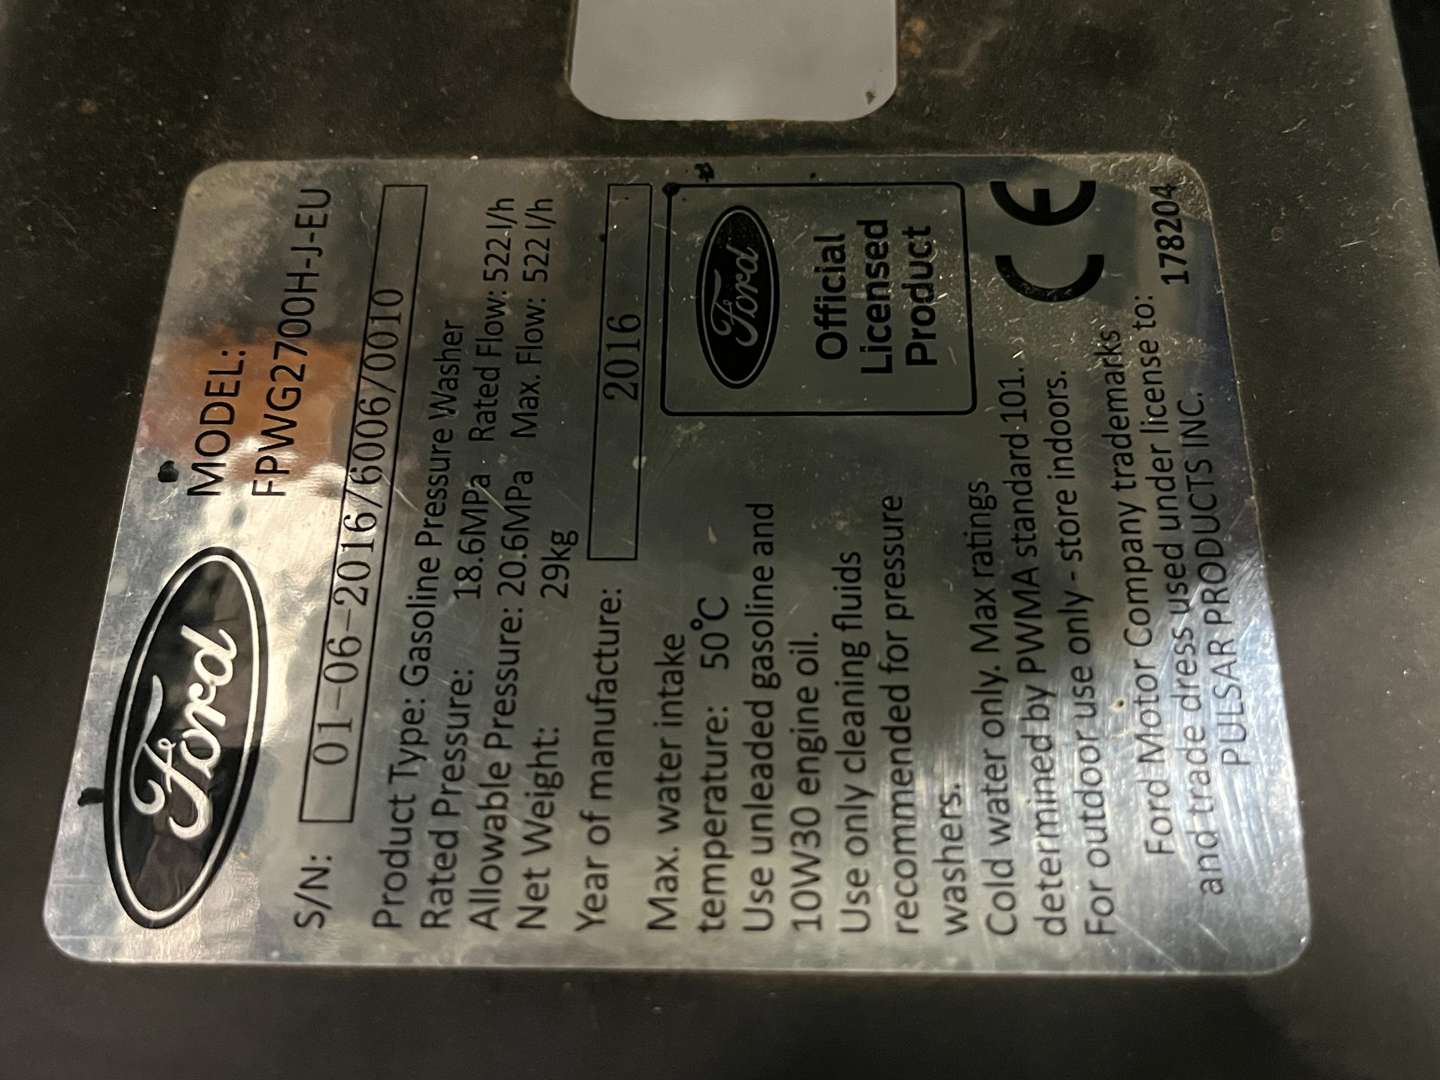 Ford
MODEL:
FPWG2700H-J-EU
S/N: 01-06-2016/6006/0010
Product Type: Gasoline Pressure Washer
Rated Pressure: 18.6MPa Rated Flow: 522 l/h
Allowable Pressure: 20.6MPa Max. Flow: 522 l/h
Net Weight: 29kg
Year of manufacture: 2016
Max. water intake
temperature: 50℃
Use unleaded gasoline and
10W30 engine oil.
Use only cleaning fluids
recommended for pressure
washers.
Cold water only. Max ratings
determined by PWMA standard 101.
For outdoor use only - store indoors.
Ford
Official
Licensed
Product
CE
Ford Motor Company trademarks
and trade dress used under license to:
PULSAR PRODUCTS INC.
178204